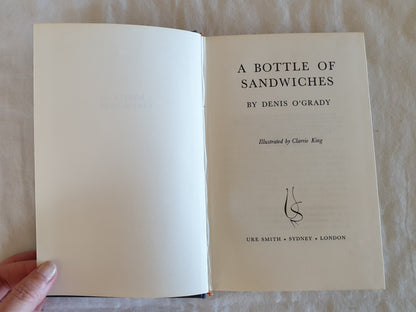 A BOTTLE OF
SANDWICHES
BY DENIS O'GRADY
Illustrated by Clarrie King
URE SMITH • SYDNEY • LONDON